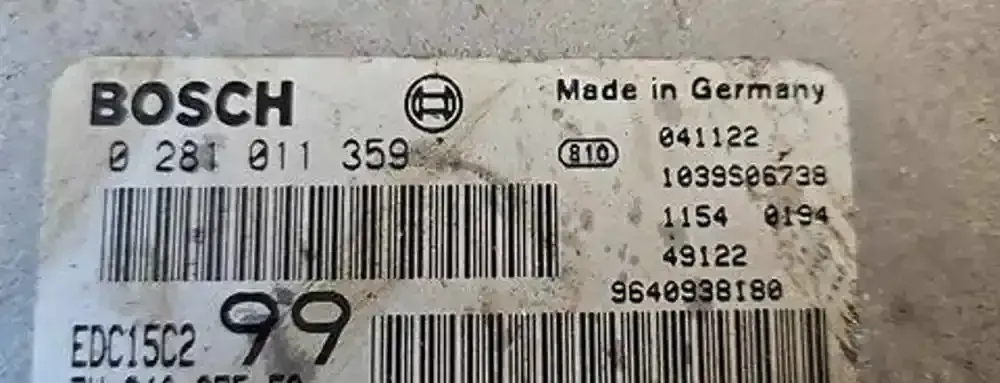 BOSCH
Made in Germany
0 281 011 359
810
041122
1039S06738
1154 0194
49122
9640938180
EDC15C2
99